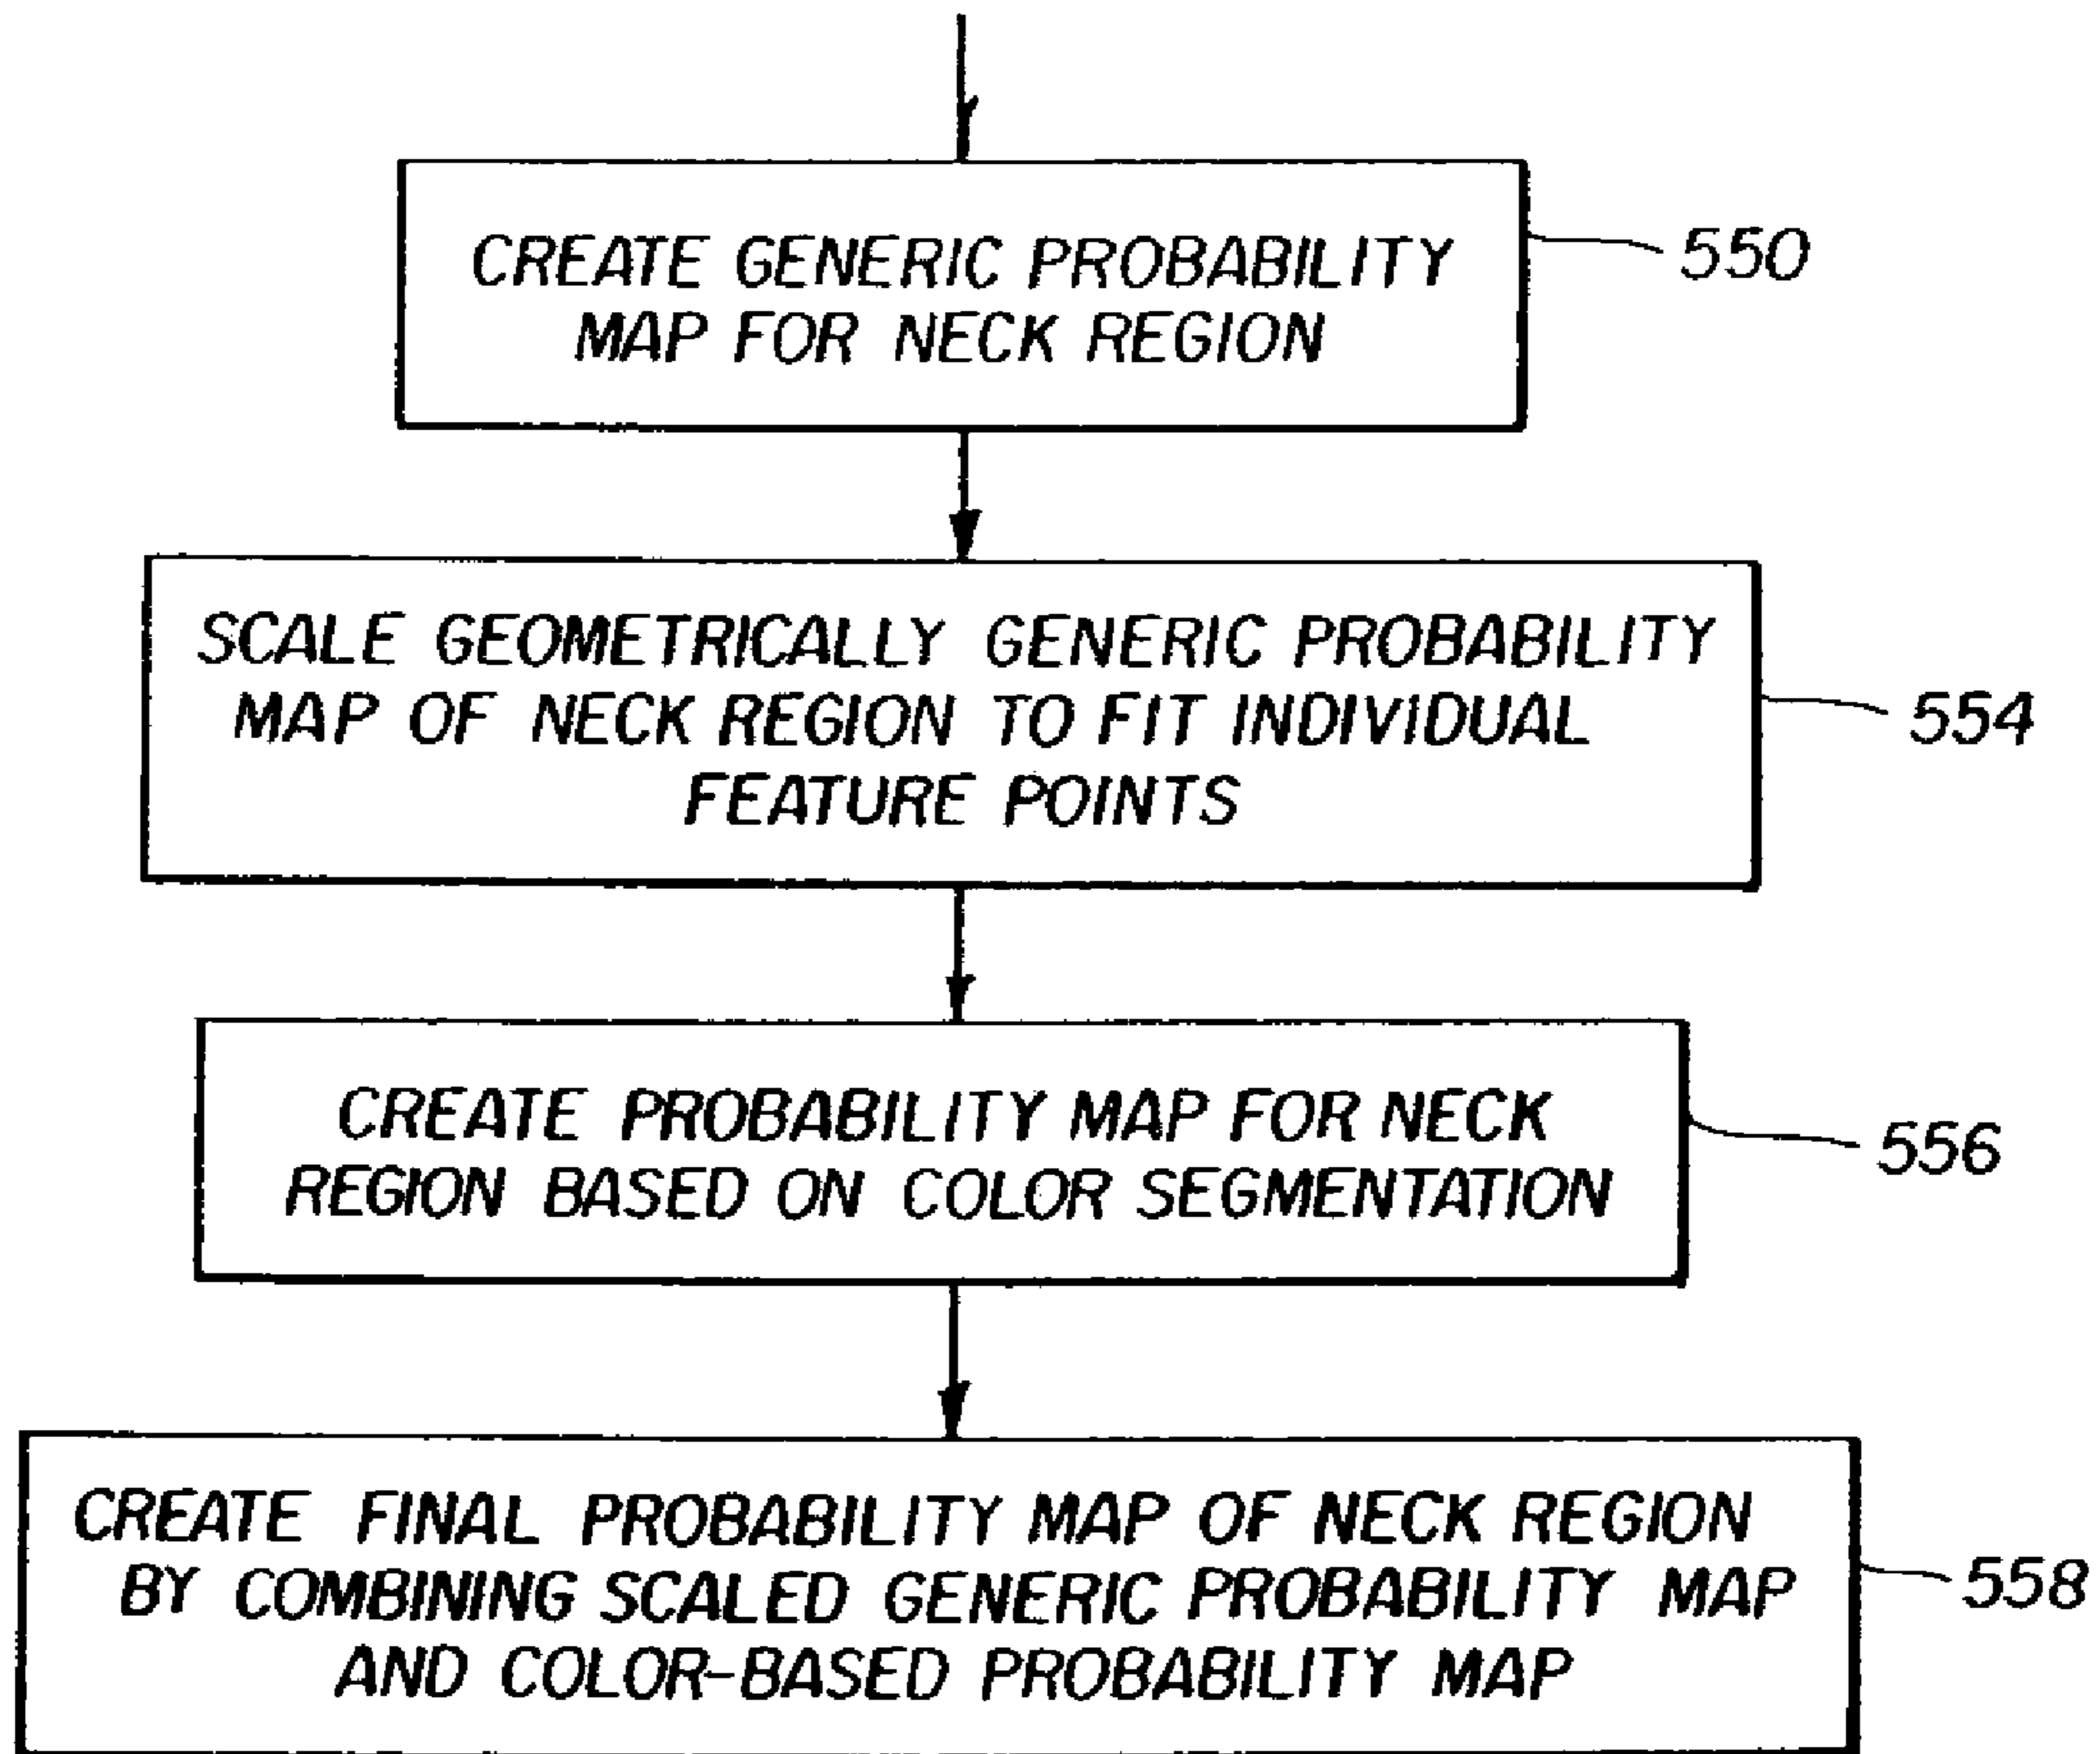 CREATE GENERIC PROBABILITY
MAP FOR NECK REGION
550
SCALE GEOMETRICALLY GENERIC PROBABILITY
MAP OF NECK REGION TO FIT INDIVIDUAL
FEATURE POINTS
554
CREATE PROBABILITY MAP FOR NECK
REGION BASED ON COLOR SEGMENTATION
556
CREATE FINAL PROBABILITY MAP OF NECK REGION
BY COMBINING SCALED GENERIC PROBABILITY MAP
AND COLOR-BASED PROBABILITY MAP
558